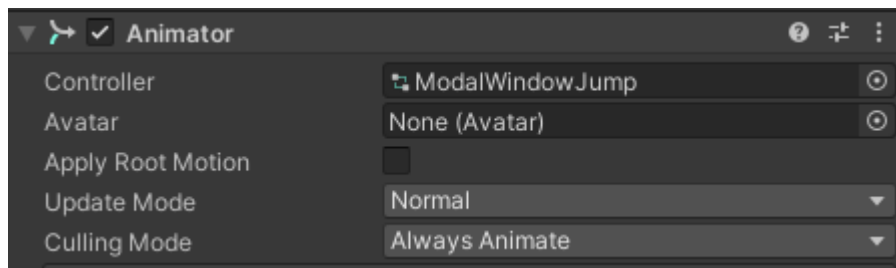 Animator
Controller ModalWindowJump
Avatar None (Avatar)
Apply Root Motion
Update Mode Normal
Culling Mode Always Animate